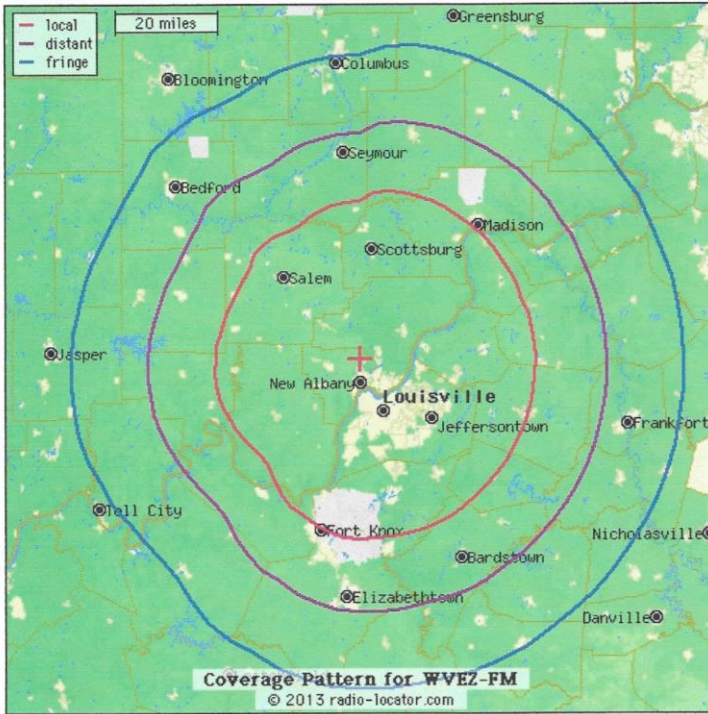 local
distant
fringe
20 miles
Greensburg
Columbus
Bloomington
Seymour
Bedford
Madison
Scottsburg
Salem
Jasper
New Albany
Louisville
Jeffersontown
Frankfort
Tell City
Fort Knox
Nicholasville
Bardstown
Elizabethtown
Danville
Coverage Pattern for WVEZ-FM
© 2013 radio-locator.com